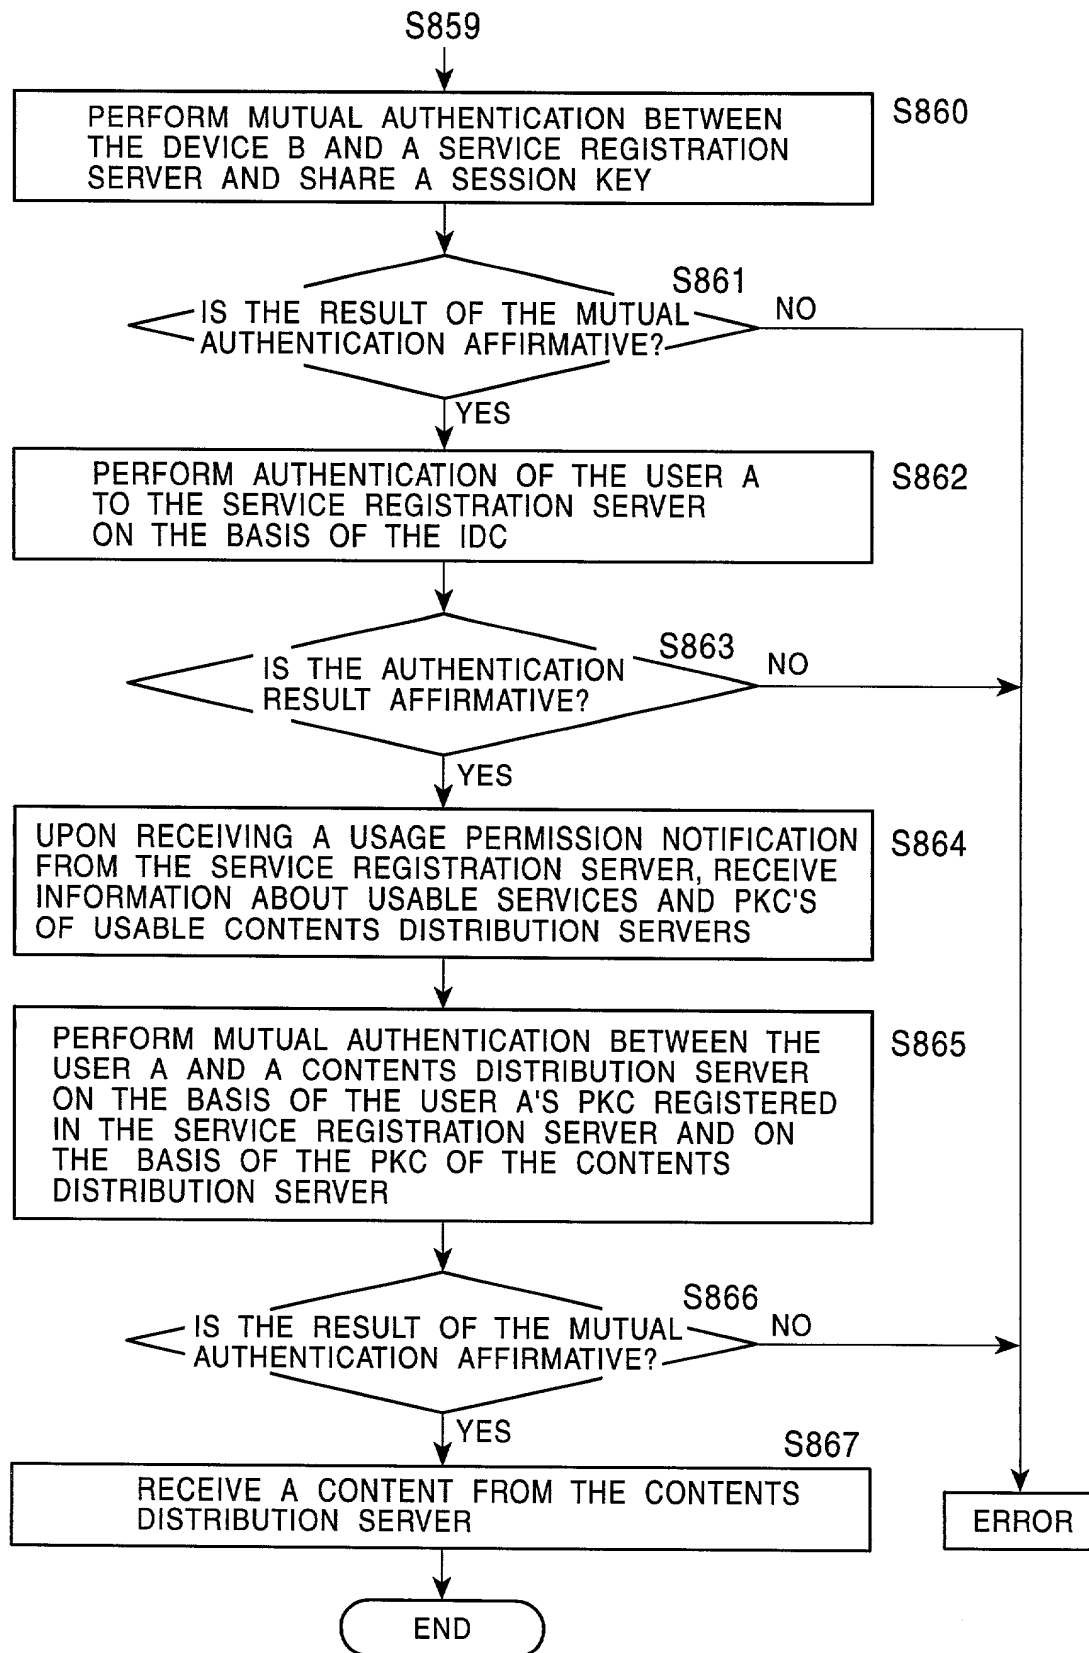 S859
PERFORM MUTUAL AUTHENTICATION BETWEEN
THE DEVICE B AND A SERVICE REGISTRATION
SERVER AND SHARE A SESSION KEY
S860
S861
IS THE RESULT OF THE MUTUAL
AUTHENTICATION AFFIRMATIVE?
NO
YES
PERFORM AUTHENTICATION OF THE USER A
TO THE SERVICE REGISTRATION SERVER
ON THE BASIS OF THE IDC
S862
S863
IS THE AUTHENTICATION
RESULT AFFIRMATIVE?
NO
YES
UPON RECEIVING A USAGE PERMISSION NOTIFICATION
FROM THE SERVICE REGISTRATION SERVER, RECEIVE
INFORMATION ABOUT USABLE SERVICES AND PKC'S
OF USABLE CONTENTS DISTRIBUTION SERVERS
S864
PERFORM MUTUAL AUTHENTICATION BETWEEN THE
USER A AND A CONTENTS DISTRIBUTION SERVER
ON THE BASIS OF THE USER A'S PKC REGISTERED
IN THE SERVICE REGISTRATION SERVER AND ON
THE BASIS OF THE PKC OF THE CONTENTS
DISTRIBUTION SERVER
S865
S866
IS THE RESULT OF THE MUTUAL
AUTHENTICATION AFFIRMATIVE?
NO
YES
S867
RECEIVE A CONTENT FROM THE CONTENTS
DISTRIBUTION SERVER
ERROR
END